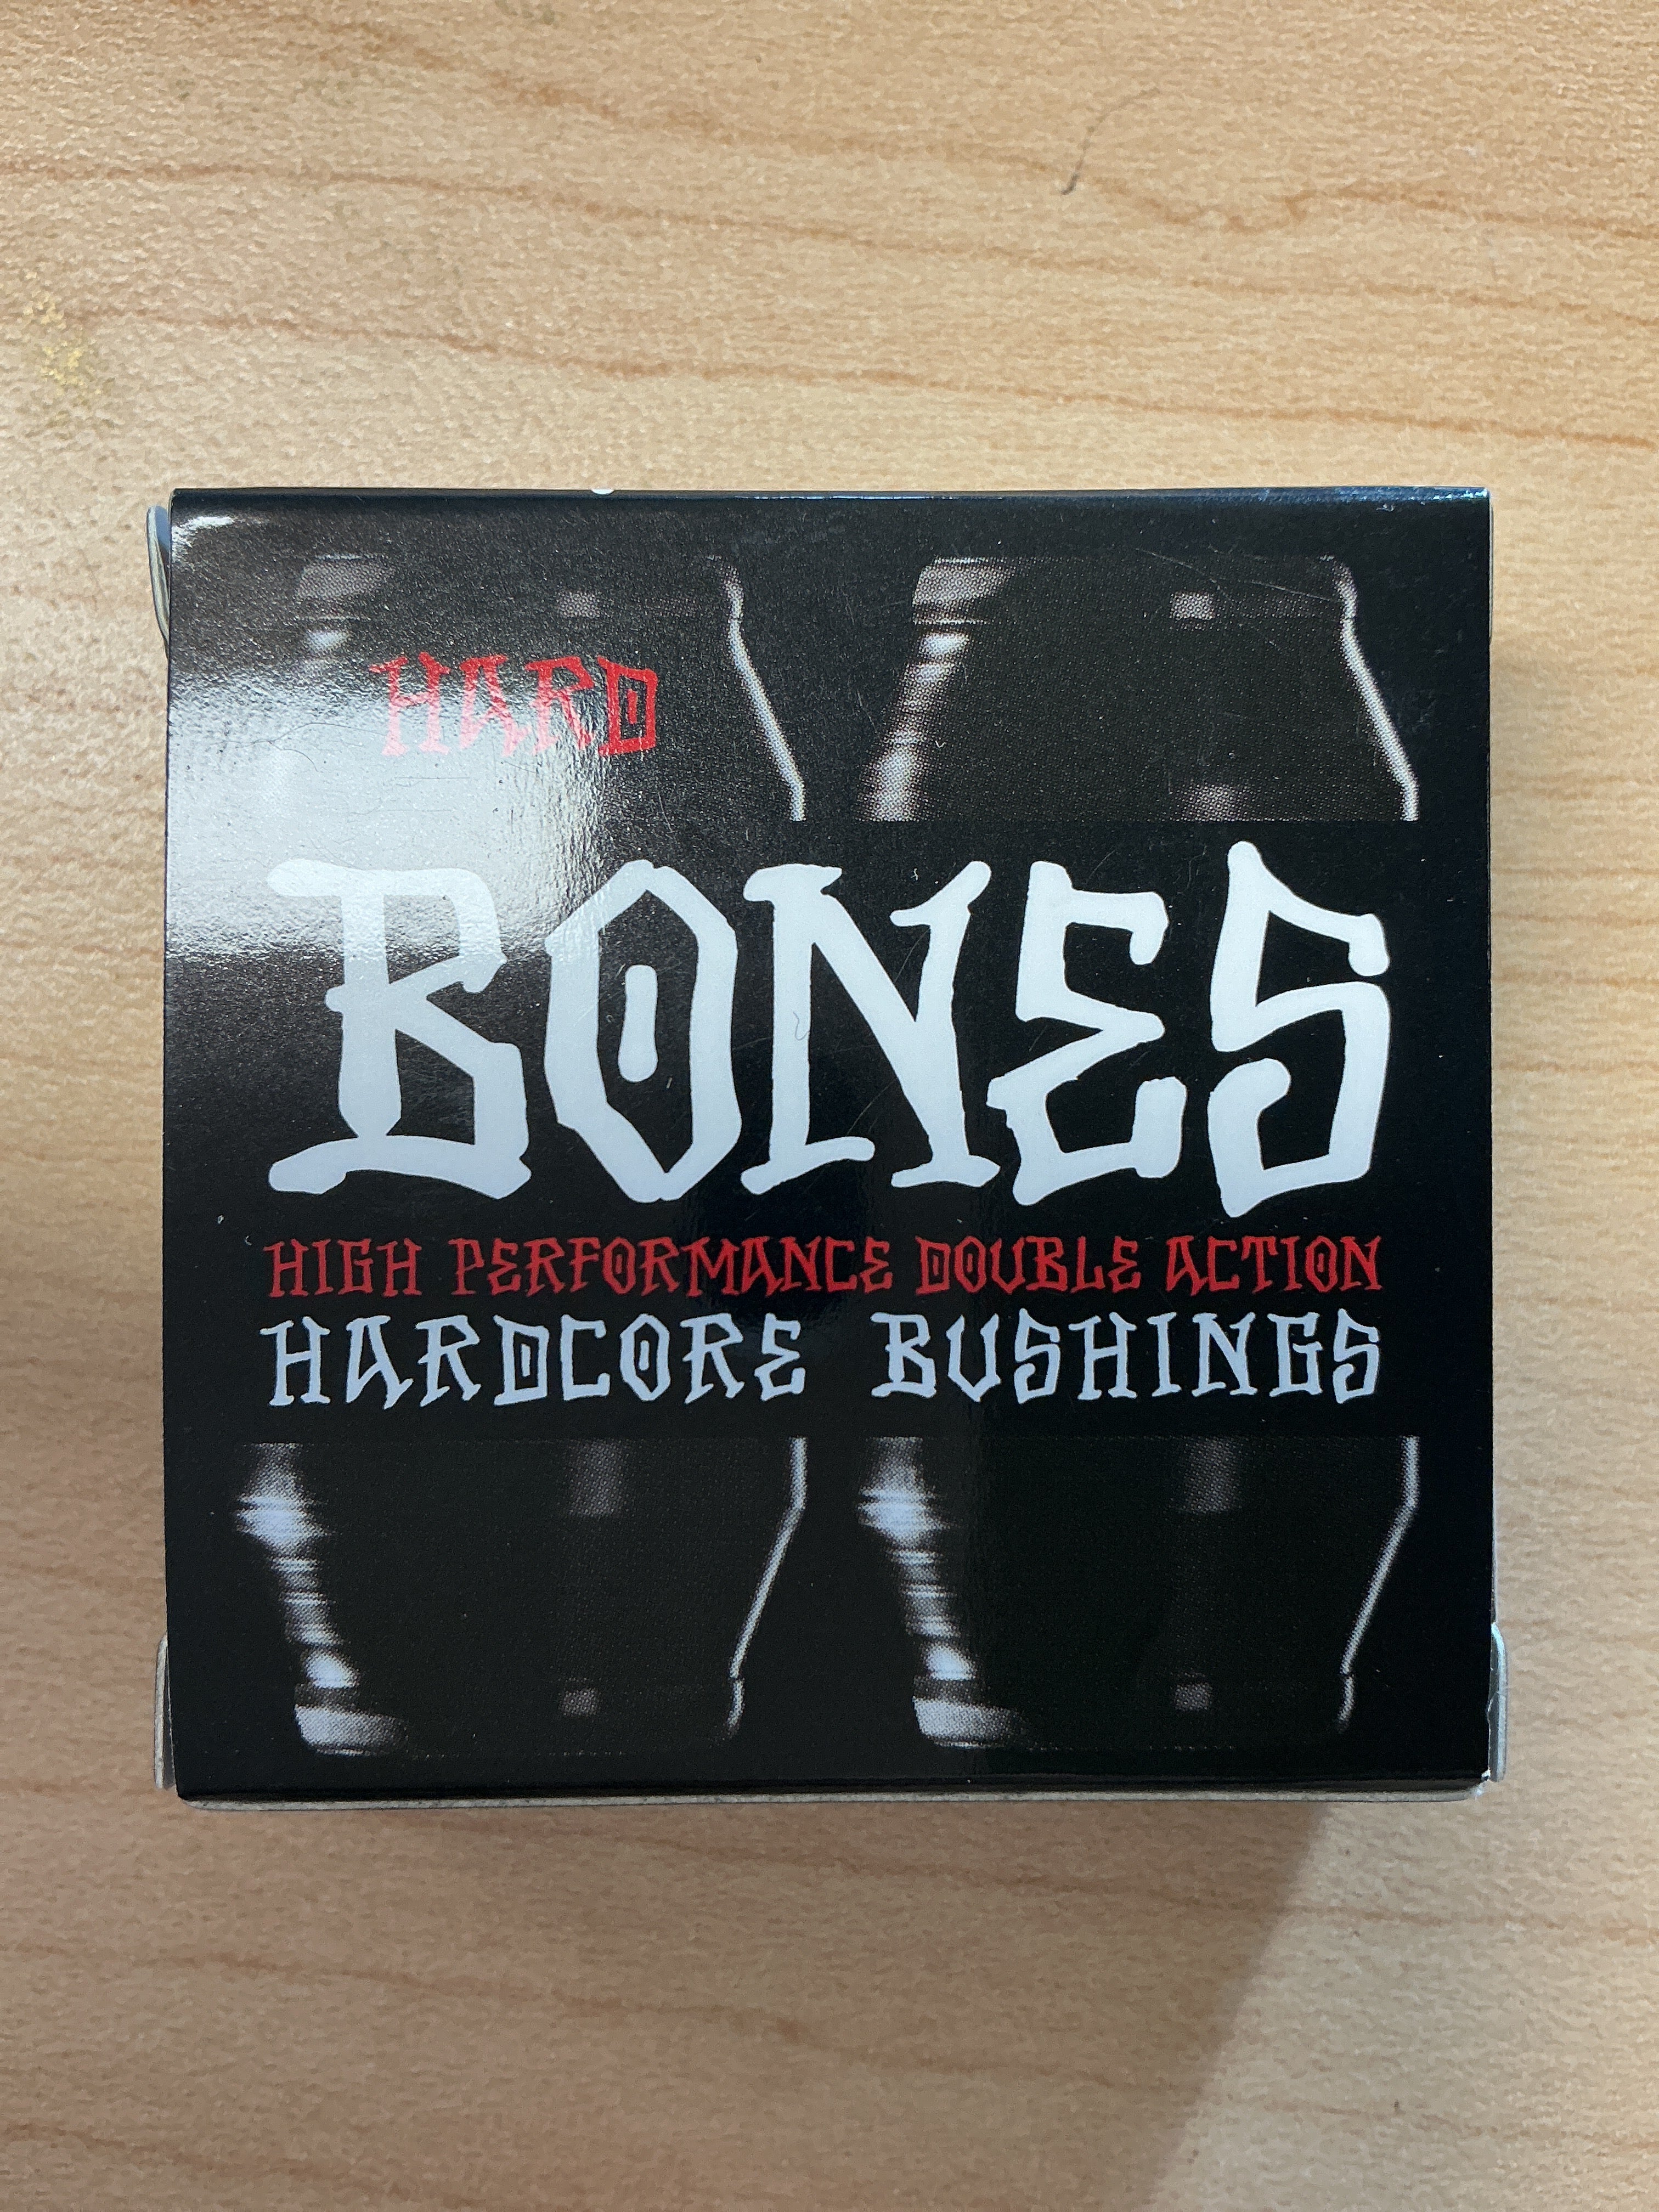 HARD
BONES
HIGH PERFORMANCE DOUBLE ACTION
HARDCORE BUSHINGS